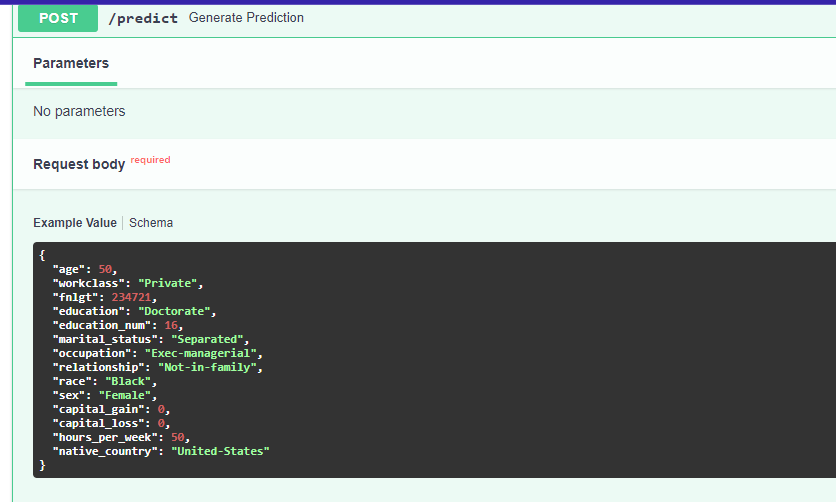 POST /predict Generate Prediction
Parameters
No parameters
Request body required
Example Value Schema
{
"age": 50,
"workclass": "Private",
"fnlgt": 234721,
"education": "Doctorate",
"education_num": 16,
"marital_status": "Separated",
"occupation": "Exec-managerial",
"relationship": "Not-in-family",
"race": "Black",
"sex": "Female",
"capital_gain": 0,
"capital_loss": 0,
"hours_per_week": 50,
"native_country": "United-States"
}